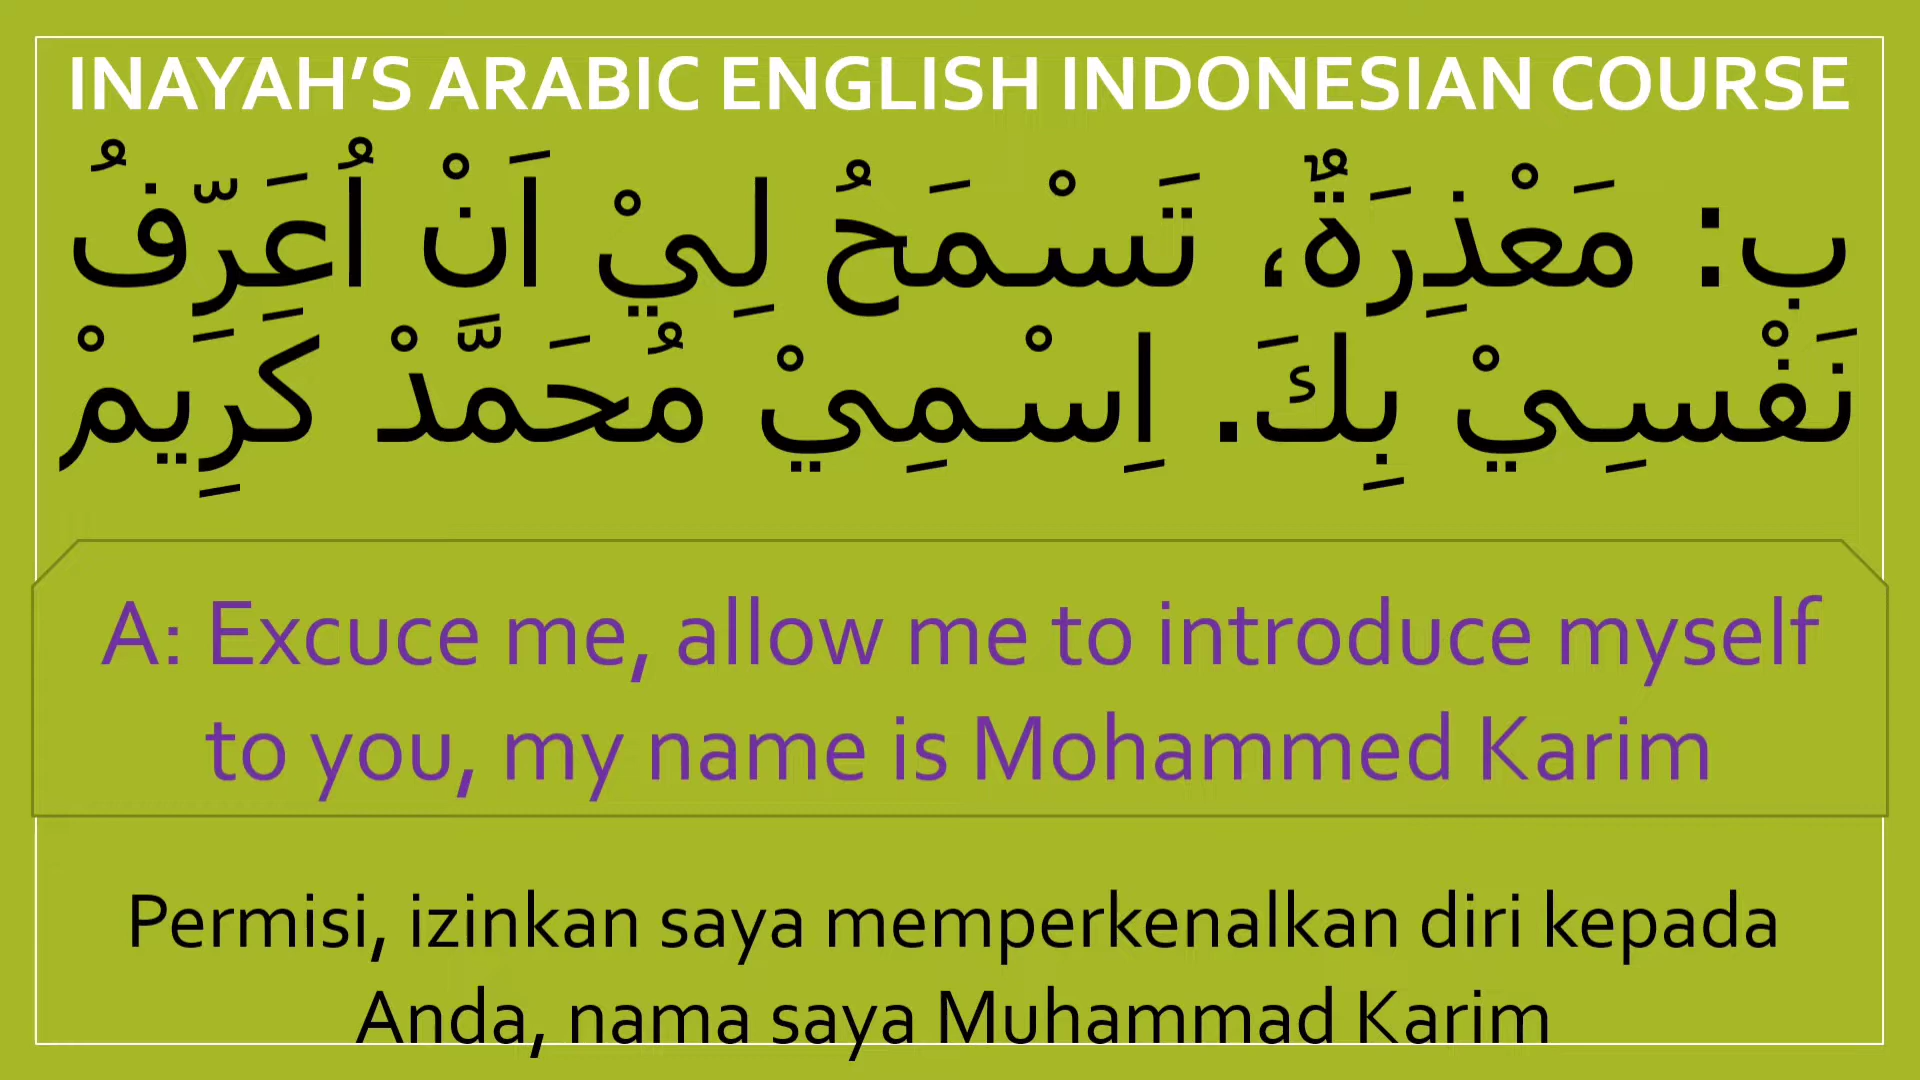 INAYAH’S ARABIC ENGLISH INDONESIAN COURSE
ب: مَعْذِرَةٌ، تَسْمَحُ لِيْ اَنْ اُعَرِّفُ
نَفْسِيْ بِكَ. اِسْمِيْ مُحَمَّدْ كَرِيمْ
A: Excuce me, allow me to introduce myself
to you, my name is Mohammed Karim
Permisi, izinkan saya memperkenalkan diri kepada
Anda, nama saya Muhammad Karim